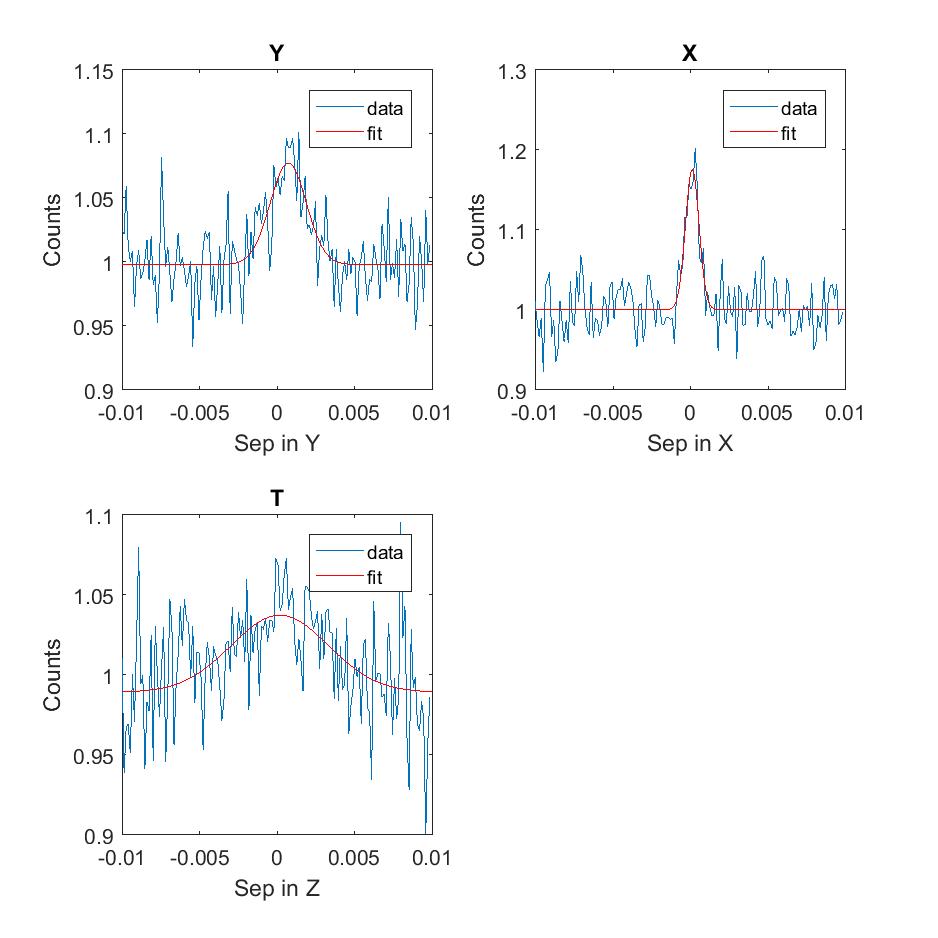 Y
1.15
1.1
1.05
1
0.95
0.9
Counts
data
fit
-0.01 -0.005 0 0.005 0.01
Sep in Y
X
1.3
1.2
1.1
1
0.9
Counts
data
fit
-0.01 -0.005 0 0.005 0.01
Sep in X
T
1.1
1.05
1
0.95
0.9
Counts
data
fit
-0.01 -0.005 0 0.005 0.01
Sep in Z